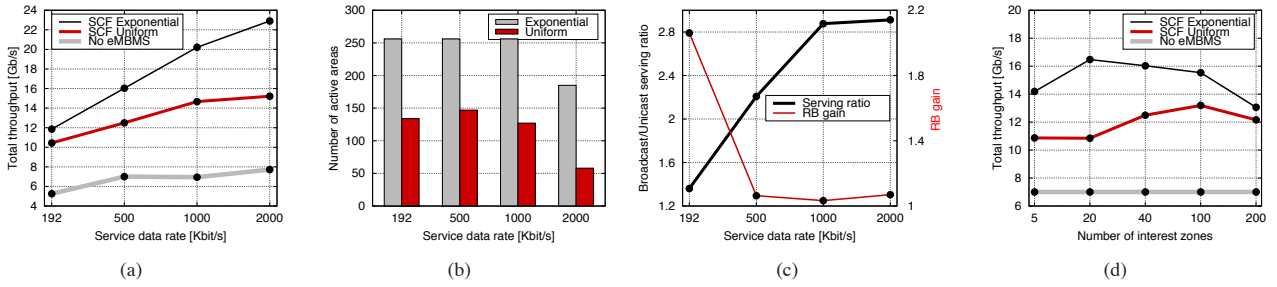 Total throughput [Gb/s]
24
22
20
18
16
14
12
10
8
6
4
SCF Exponential
SCF Uniform
No eMBMS
192 500 1000 2000
Service data rate [Kbit/s]
(a)
Number of active areas
300
250
200
150
100
50
0
Exponential
Uniform
192 500 1000 2000
Service data rate [Kbit/s]
(b)
Broadcast/Unicast serving ratio
2.8
2.4
2
1.6
1.2
Serving ratio
RB gain
2.2
1.8
1.4
1
RB gain
192 500 1000 2000
Service data rate [Kbit/s]
(c)
Total throughput [Gb/s]
20
18
16
14
12
10
8
6
SCF Exponential
SCF Uniform
No eMBMS
5 20 40 100 200
Number of interest zones
(d)